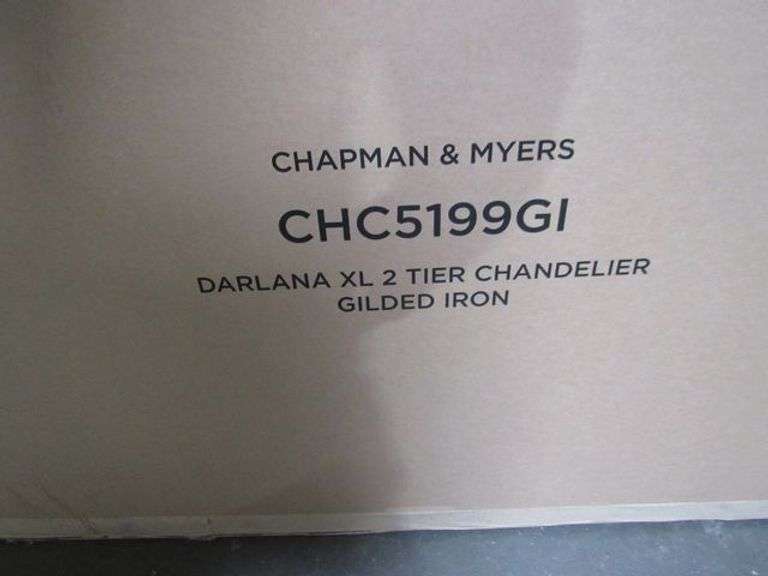 CHAPMAN & MYERS
CHC5199GI
DARLANA XL 2 TIER CHANDELIER
GILDED IRON